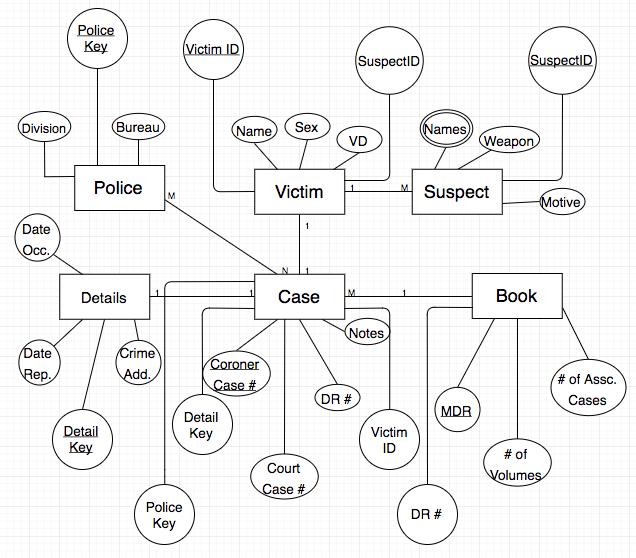 Police
Key
Victim ID
SuspectID
SuspectID
Division
Bureau
Name
Sex
VD
Names
Weapon
Police
M
Victim
1
M
Suspect
Motive
Date
Occ.
1
N
1
Details
1
1
Case
M
1
Book
Date
Rep.
Crime
Add.
Coroner
Case #
Notes
# of Assc.
Cases
DR #
MDR
Detail
Key
Detail
Key
Victim
ID
Court
Case #
# of
Volumes
Police
Key
DR #